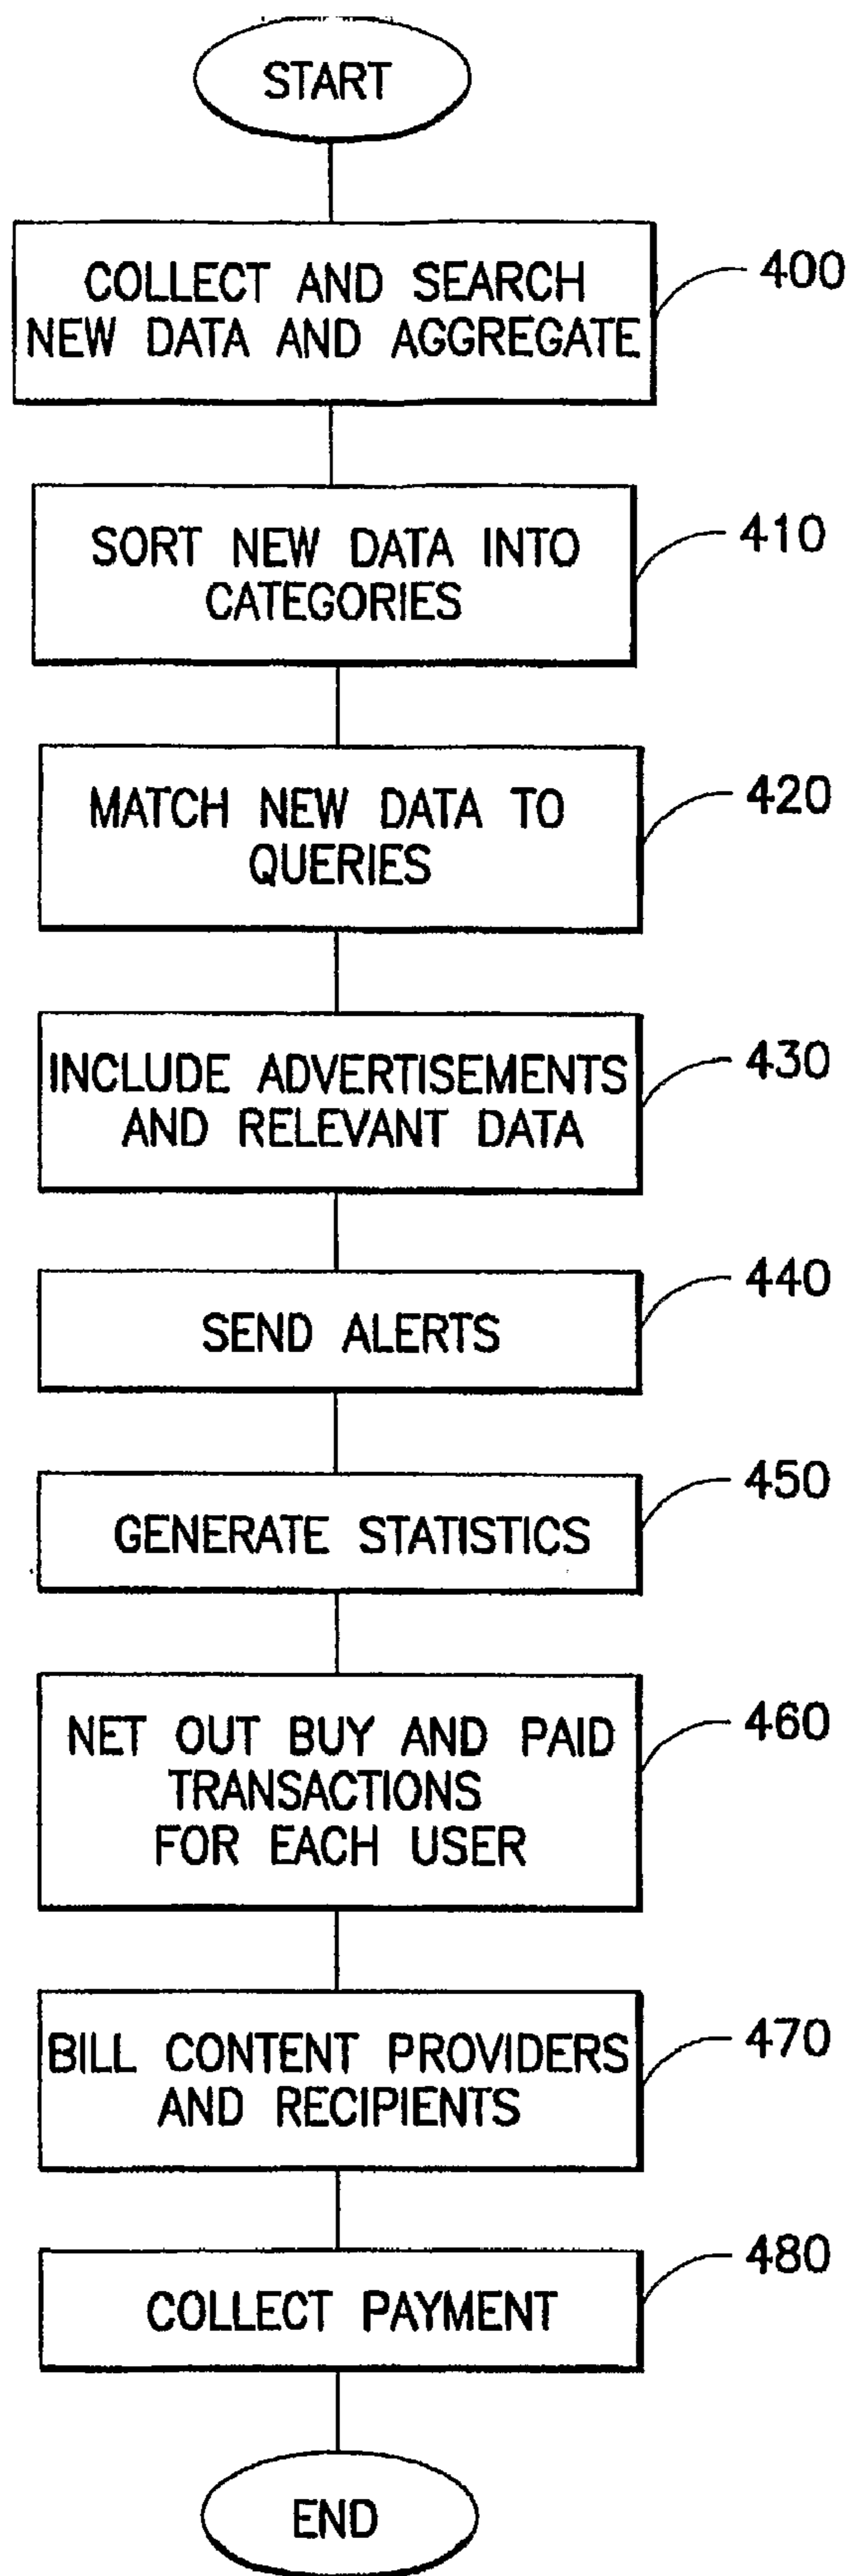 START
COLLECT AND SEARCH
NEW DATA AND AGGREGATE
400
SORT NEW DATA INTO
CATEGORIES
410
MATCH NEW DATA TO
QUERIES
420
INCLUDE ADVERTISEMENTS
AND RELEVANT DATA
430
SEND ALERTS
440
GENERATE STATISTICS
450
NET OUT BUY AND PAID
TRANSACTIONS
FOR EACH USER
460
BILL CONTENT PROVIDERS
AND RECIPIENTS
470
COLLECT PAYMENT
480
END